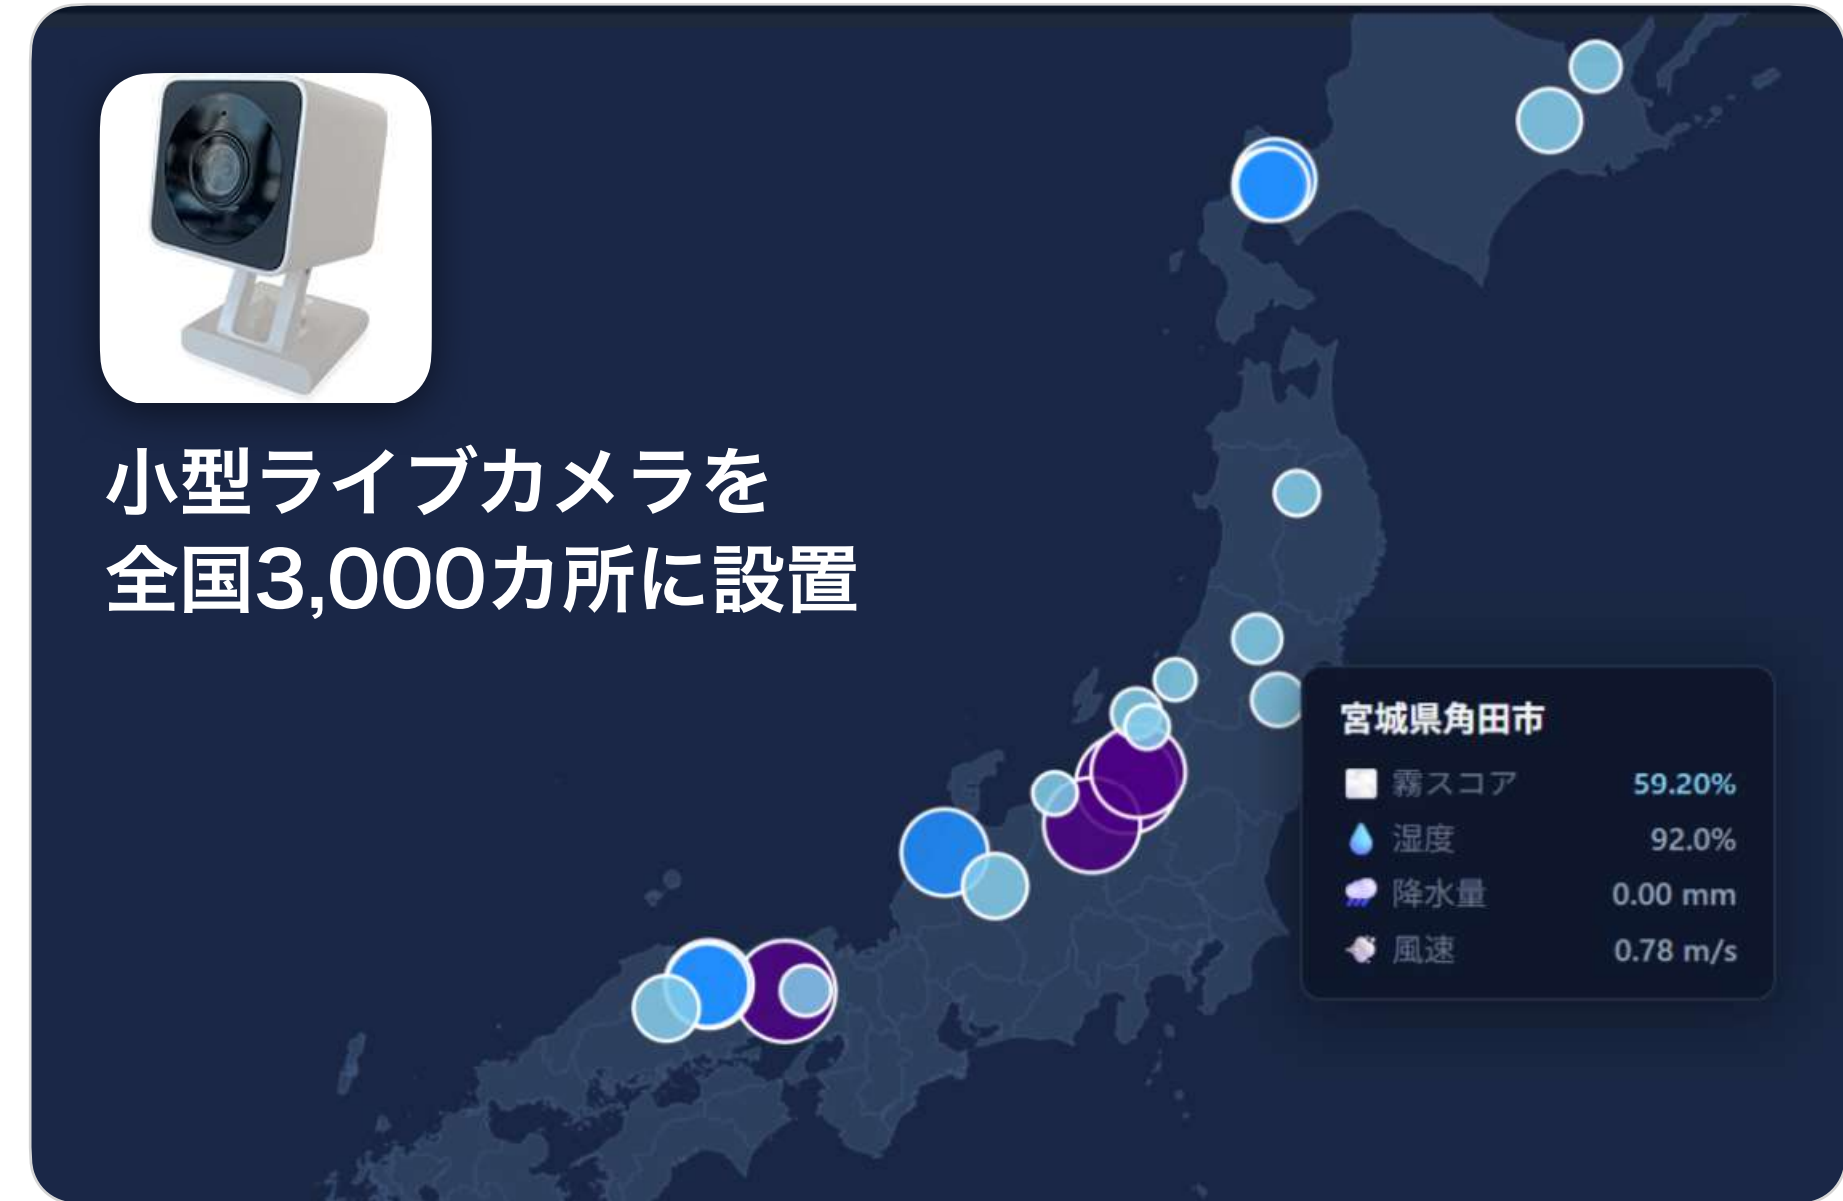 小型ライブカメラを
全国3,000カ所に設置
宮城県角田市
霧スコア 59.20%
湿度 92.0%
降水量 0.00 mm
風速 0.78 m/s